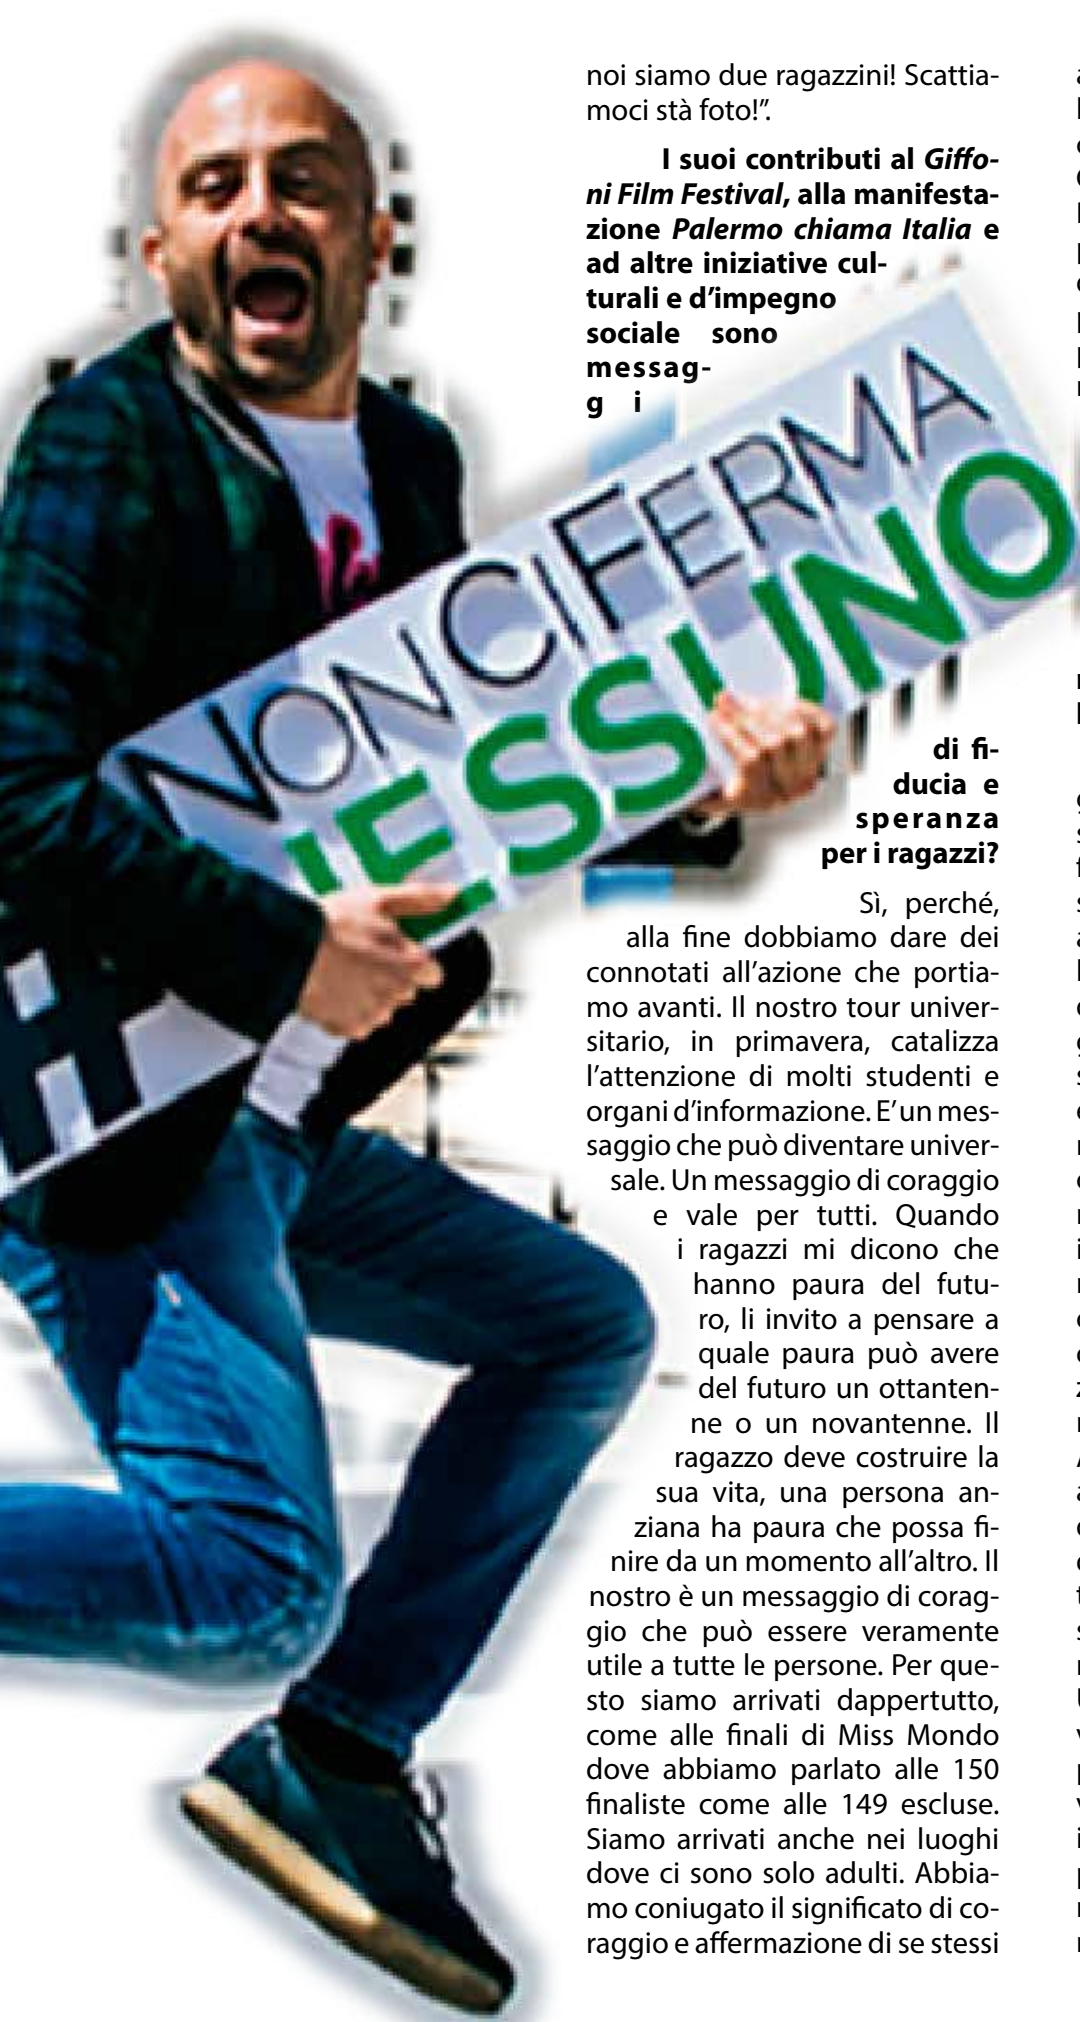 noi siamo due ragazzini! Scattia-
moci stà foto!”.
I suoi contributi al Giffo-
ni Film Festival, alla manifesta-
zione Palermo chiama Italia e
ad altre iniziative cul-
turali e d’impegno
sociale sono
messag-
g i
NON CI FERMA
NESSUNO
di fi-
ducia e
speranza
per i ragazzi?
Sì, perché,
alla fine dobbiamo dare dei
connotati all’azione che portia-
mo avanti. Il nostro tour univer-
sitario, in primavera, catalizza
l’attenzione di molti studenti e
organi d’informazione. E’ un mes-
saggio che può diventare univer-
sale. Un messaggio di coraggio
e vale per tutti. Quando
i ragazzi mi dicono che
hanno paura del futu-
ro, li invito a pensare a
quale paura può avere
del futuro un ottanten-
ne o un novantenne. Il
ragazzo deve costruire la
sua vita, una persona an-
ziana ha paura che possa fi-
nire da un momento all’altro. Il
nostro è un messaggio di corag-
gio che può essere veramente
utile a tutte le persone. Per que-
sto siamo arrivati dappertutto,
come alle finali di Miss Mondo
dove abbiamo parlato alle 150
finaliste come alle 149 escluse.
Siamo arrivati anche nei luoghi
dove ci sono solo adulti. Abbia-
mo coniugato il significato di co-
raggio e affermazione di se stessi